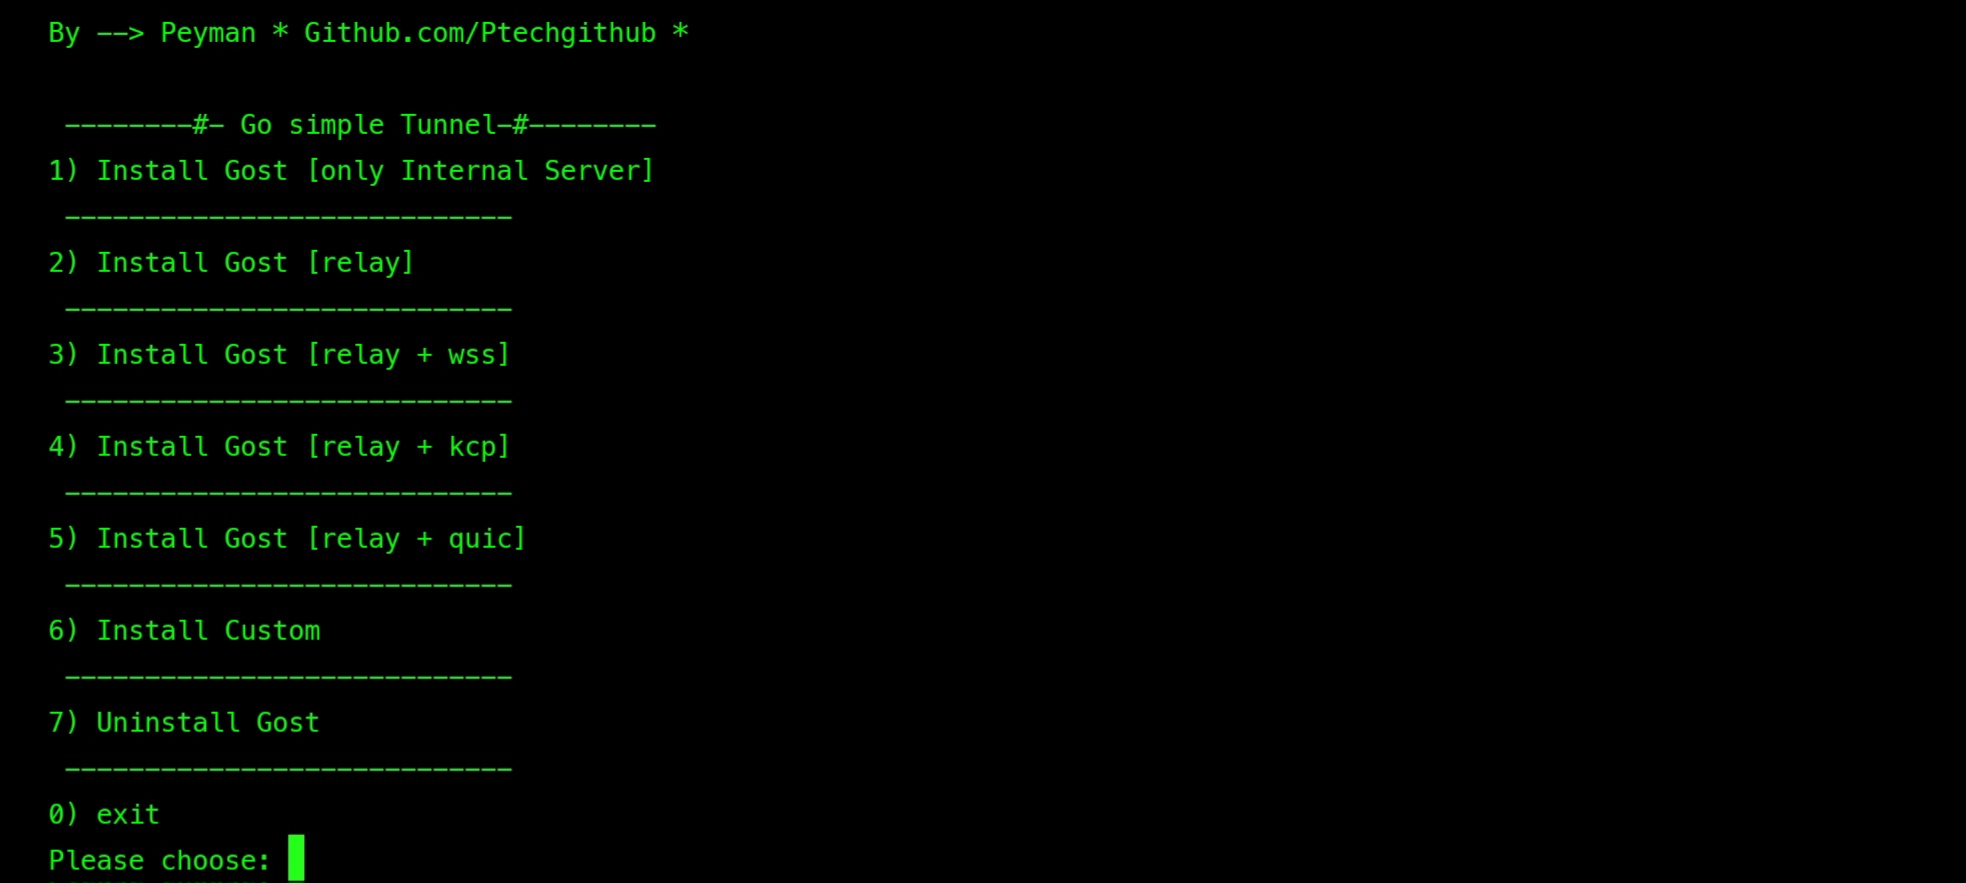 By --> Peyman * Github.com/Ptechgithub *
--------#- Go simple Tunnel-#--------
1) Install Gost [only Internal Server]
----------------------------
2) Install Gost [relay]
----------------------------
3) Install Gost [relay + wss]
----------------------------
4) Install Gost [relay + kcp]
----------------------------
5) Install Gost [relay + quic]
----------------------------
6) Install Custom
----------------------------
7) Uninstall Gost
----------------------------
0) exit
Please choose: